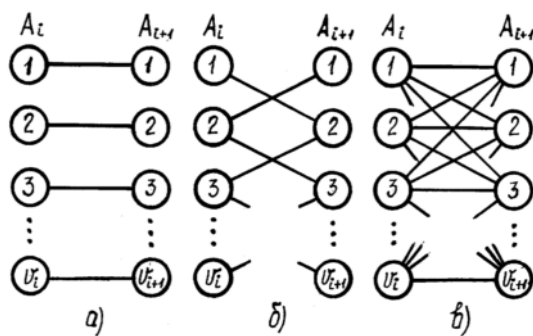 Aᵢ Aᵢ₊₁ Aᵢ Aᵢ₊₁ Aᵢ Aᵢ₊₁
1 1 1 1 1 1
2 2 2 2 2 2
3 3 3 3 3 3
vᵢ vᵢ₊₁ vᵢ vᵢ₊₁ vᵢ vᵢ₊₁
а) б) в)